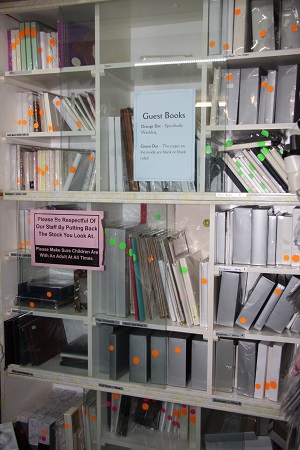 Guest Books
Orange Dot - Specifically
Wedding.
Green Dot - The pages on
the inside are blank or blank
ruled
Please Be Respectful Of
Our Staff By Putting Back
The Stock You Look At.
Please Make Sure Children Are
With An Adult At All Times